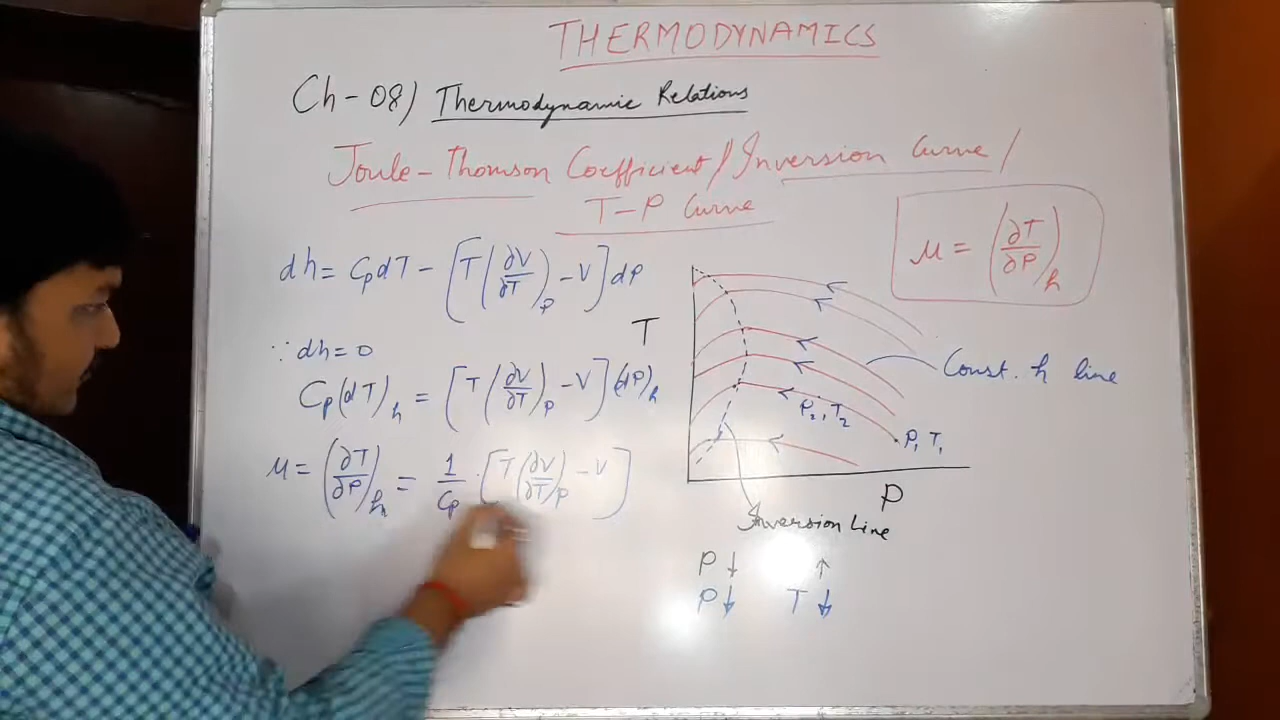 THERMODYNAMICS
Ch-08) Thermodynamic Relations
Joule-Thomson Coefficient/Inversion Curve/
T-P Curve
μ = (∂T/∂P)h
dh = CpdT - [T(∂V/∂T)P - V]dP
∵ dh = 0
Cp(dT)h = [T(∂V/∂T)P - V](dP)h
μ = (∂T/∂P)h = 1/Cp · [T(∂V/∂T)P - V]
=
T
Const. h line
P2, T2
P1 T1
P
Inversion Line
P↓ ↑
P↓ T↓